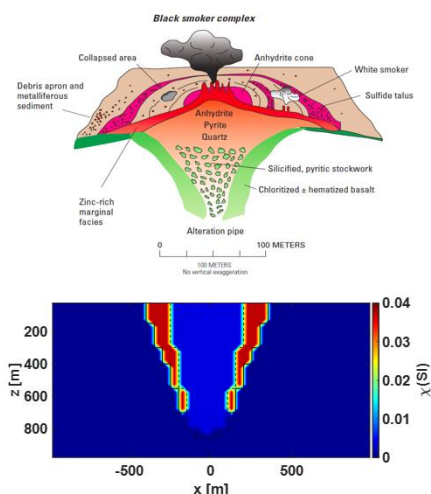 Black smoker complex
Collapsed area
Anhydrite cone
White smoker
Debris apron and
metalliferous
sediment
Sulfide talus
Anhydrite
Pyrite
Quartz
Silicified, pyritic stockwork
Chloritized ± hematized basalt
Zinc-rich
marginal
facies
Alteration pipe
0 100 METERS
100 METERS
No vertical exaggeration
0.04
200
0.03
400
z [m]
0.02
χ(SI)
600
0.01
800
0
-500 0 500
x [m]